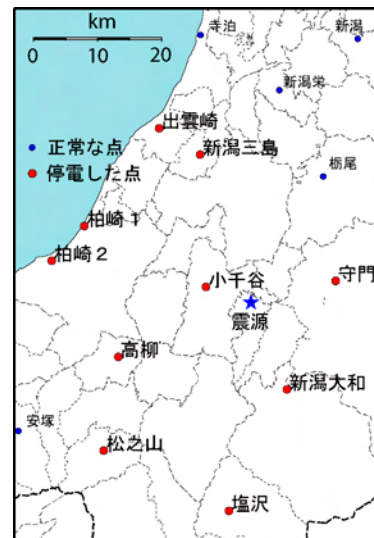 km
0 10 20
寺泊
新潟
新潟栄
出雲崎
新潟三島
正常な点
停電した点
栃尾
柏崎１
柏崎２
小千谷
守門
震源
高柳
新潟大和
安塚
松之山
塩沢